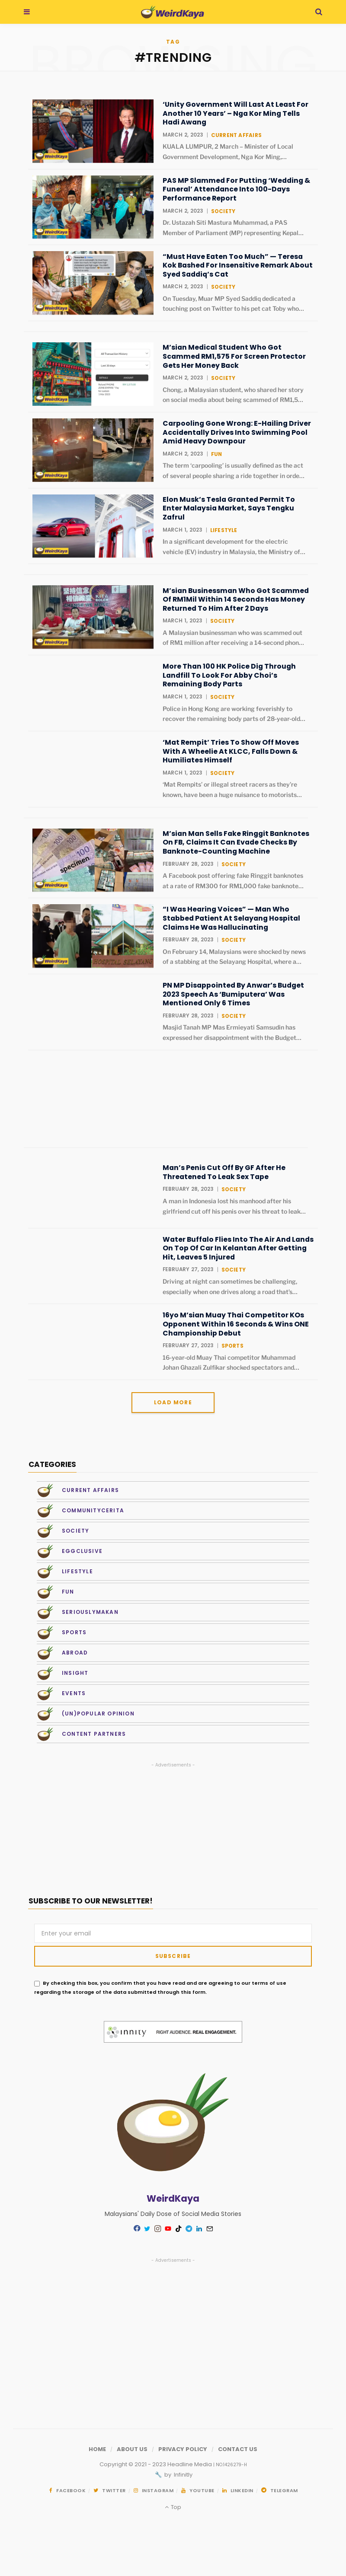 WeirdKaya
TAG
#TRENDING
'Unity Government Will Last At Least For
Another 10 Years' – Nga Kor Ming Tells
Hadi Awang
MARCH 2, 2023 | CURRENT AFFAIRS
KUALA LUMPUR, 2 March – Minister of Local
Government Development, Nga Kor Ming,...
PAS MP Slammed For Putting 'Wedding &
Funeral' Attendance Into 100-Days
Performance Report
MARCH 2, 2023 | SOCIETY
Dr. Ustazah Siti Mastura Muhammad, a PAS
Member of Parliament (MP) representing Kepal...
"Must Have Eaten Too Much" — Teresa
Kok Bashed For Insensitive Remark About
Syed Saddiq's Cat
MARCH 2, 2023 | SOCIETY
On Tuesday, Muar MP Syed Saddiq dedicated a
touching post on Twitter to his pet cat Toby who...
M'sian Medical Student Who Got
Scammed RM1,575 For Screen Protector
Gets Her Money Back
MARCH 2, 2023 | SOCIETY
Chong, a Malaysian student, who shared her story
on social media about being scammed of RM1,5...
Carpooling Gone Wrong: E-Hailing Driver
Accidentally Drives Into Swimming Pool
Amid Heavy Downpour
MARCH 2, 2023 | FUN
The term 'carpooling' is usually defined as the act
of several people sharing a ride together in orde...
Elon Musk's Tesla Granted Permit To
Enter Malaysia Market, Says Tengku
Zafrul
MARCH 1, 2023 | LIFESTYLE
In a significant development for the electric
vehicle (EV) industry in Malaysia, the Ministry of...
M'sian Businessman Who Got Scammed
Of RM1Mil Within 14 Seconds Has Money
Returned To Him After 2 Days
MARCH 1, 2023 | SOCIETY
A Malaysian businessman who was scammed out
of RM1 million after receiving a 14-second phon...
More Than 100 HK Police Dig Through
Landfill To Look For Abby Choi's
Remaining Body Parts
MARCH 1, 2023 | SOCIETY
Police in Hong Kong are working feverishly to
recover the remaining body parts of 28-year-old...
'Mat Rempit' Tries To Show Off Moves
With A Wheelie At KLCC, Falls Down &
Humiliates Himself
MARCH 1, 2023 | SOCIETY
'Mat Rempits' or illegal street racers as they're
known, have been a huge nuisance to motorists...
specimen
M'sian Man Sells Fake Ringgit Banknotes
On FB, Claims It Can Evade Checks By
Banknote-Counting Machine
FEBRUARY 28, 2023 | SOCIETY
A Facebook post offering fake Ringgit banknotes
at a rate of RM300 for RM1,000 fake banknote...
"I Was Hearing Voices" — Man Who
Stabbed Patient At Selayang Hospital
Claims He Was Hallucinating
FEBRUARY 28, 2023 | SOCIETY
On February 14, Malaysians were shocked by news
of a stabbing at the Selayang Hospital, where a...
PN MP Disappointed By Anwar's Budget
2023 Speech As 'Bumiputera' Was
Mentioned Only 6 Times
FEBRUARY 28, 2023 | SOCIETY
Masjid Tanah MP Mas Ermieyati Samsudin has
expressed her disappointment with the Budget...
Man's Penis Cut Off By GF After He
Threatened To Leak Sex Tape
FEBRUARY 28, 2023 | SOCIETY
A man in Indonesia lost his manhood after his
girlfriend cut off his penis over his threat to leak...
Water Buffalo Flies Into The Air And Lands
On Top Of Car In Kelantan After Getting
Hit, Leaves 5 Injured
FEBRUARY 27, 2023 | SOCIETY
Driving at night can sometimes be challenging,
especially when one drives along a road that's...
16yo M'sian Muay Thai Competitor KOs
Opponent Within 16 Seconds & Wins ONE
Championship Debut
FEBRUARY 27, 2023 | SPORTS
16-year-old Muay Thai competitor Muhammad
Johan Ghazali Zulfikar shocked spectators and...
LOAD MORE
CATEGORIES
CURRENT AFFAIRS
COMMUNITYCERITA
SOCIETY
EGGCLUSIVE
LIFESTYLE
FUN
SERIOUSLYMAKAN
SPORTS
ABROAD
INSIGHT
EVENTS
(UN)POPULAR OPINION
CONTENT PARTNERS
- Advertisements -
SUBSCRIBE TO OUR NEWSLETTER!
Enter your email
SUBSCRIBE
By checking this box, you confirm that you have read and are agreeing to our terms of use
regarding the storage of the data submitted through this form.
innity RIGHT AUDIENCE. REAL ENGAGEMENT.
WeirdKaya
Malaysians' Daily Dose of Social Media Stories
- Advertisements -
HOME | ABOUT US | PRIVACY POLICY | CONTACT US
Copyright © 2021 - 2023 Headline Media
by infinity
FACEBOOK TWITTER INSTAGRAM YOUTUBE LINKEDIN TELEGRAM
Top